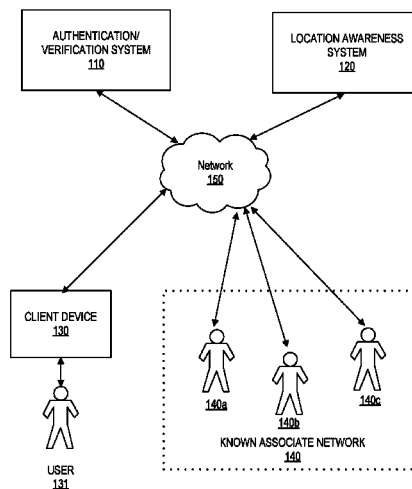 AUTHENTICATION/
VERIFICATION SYSTEM
110
LOCATION AWARENESS
SYSTEM
120
Network
150
CLIENT DEVICE
130
140a
140b
140c
KNOWN ASSOCIATE NETWORK
140
USER
131